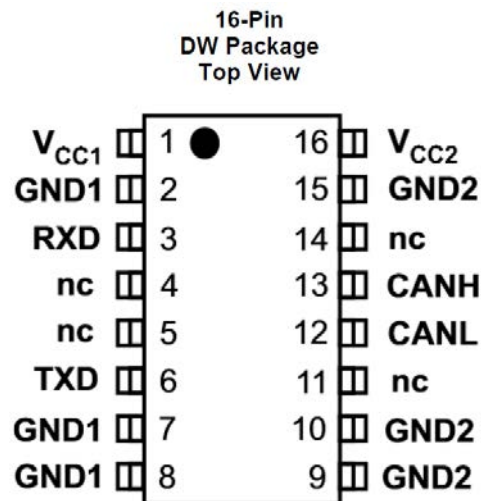 16-Pin
DW Package
Top View
VCC1 1 16 VCC2
GND1 2 15 GND2
RXD 3 14 nc
nc 4 13 CANH
nc 5 12 CANL
TXD 6 11 nc
GND1 7 10 GND2
GND1 8 9 GND2